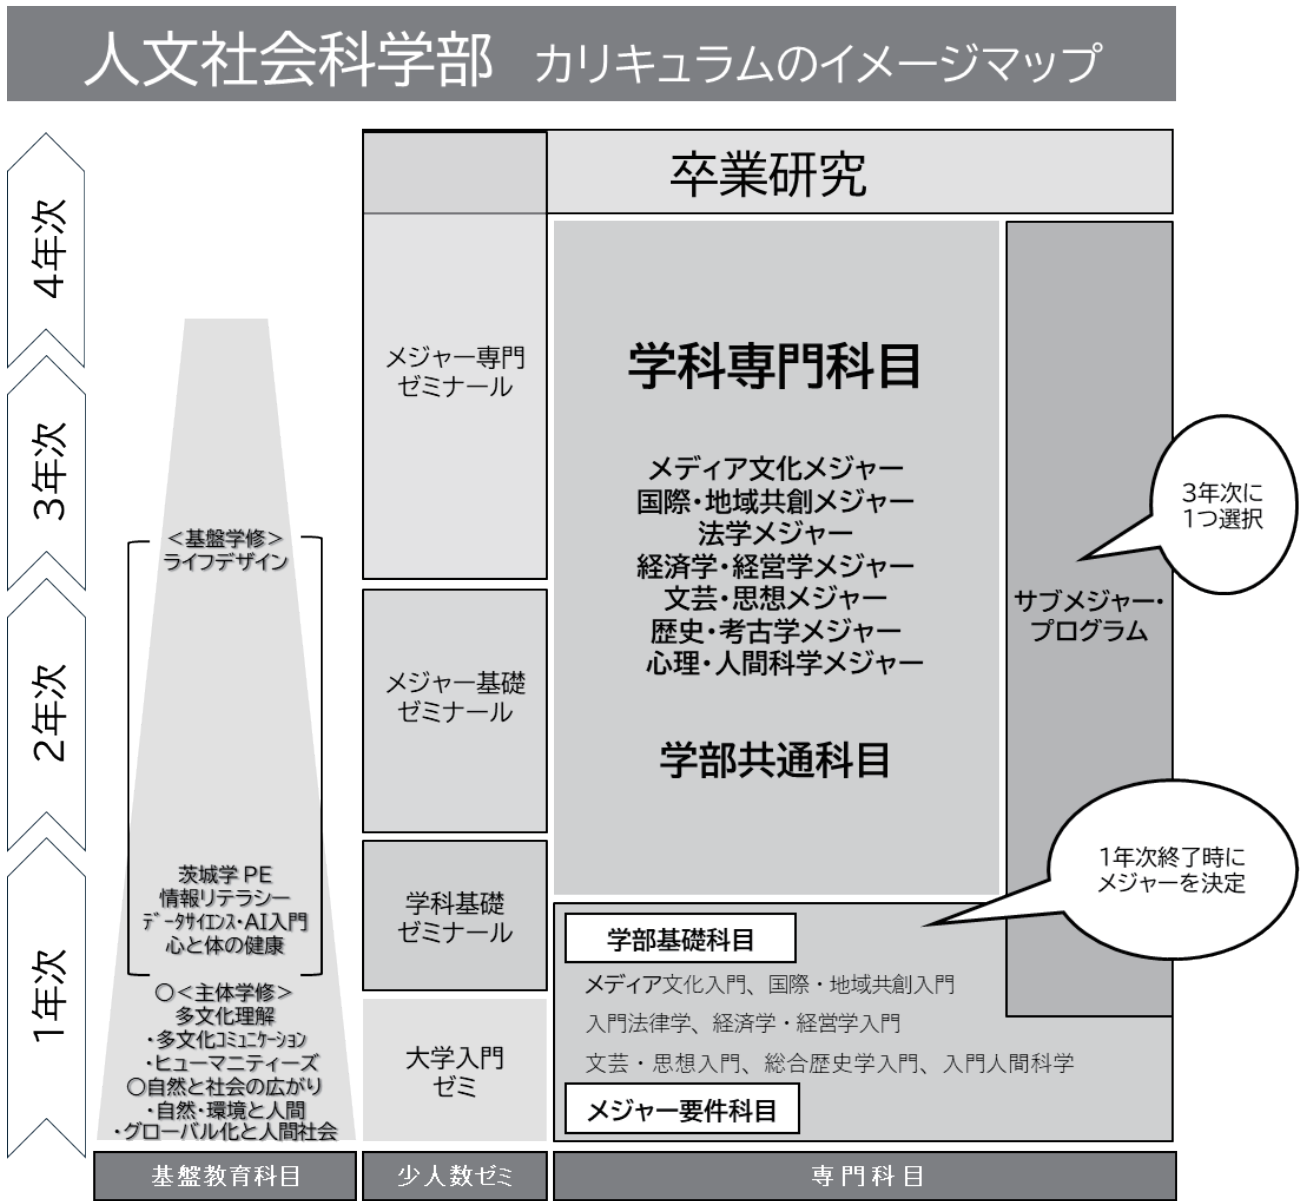 人文社会科学部 カリキュラムのイメージマップ
4年次
3年次
2年次
1年次
<基盤学修>
ライフデザイン
茨城学 PE
情報リテラシー
ﾃﾞｰﾀｻｲｴﾝｽ・AI入門
心と体の健康
○<主体学修>
多文化理解
・多文化ｺﾐｭﾆｹｰｼｮﾝ
・ヒューマニティーズ
○自然と社会の広がり
・自然・環境と人間
・グローバル化と人間社会
基盤教育科目
メジャー専門
ゼミナール
メジャー基礎
ゼミナール
学科基礎
ゼミナール
大学入門
ゼミ
少人数ゼミ
卒業研究
学科専門科目
メディア文化メジャー
国際・地域共創メジャー
法学メジャー
経済学・経営学メジャー
文芸・思想メジャー
歴史・考古学メジャー
心理・人間科学メジャー
学部共通科目
サブメジャー・
プログラム
3年次に
1つ選択
1年次終了時に
メジャーを決定
学部基礎科目
メディア文化入門、国際・地域共創入門
入門法律学、経済学・経営学入門
文芸・思想入門、総合歴史学入門、入門人間科学
メジャー要件科目
専門科目